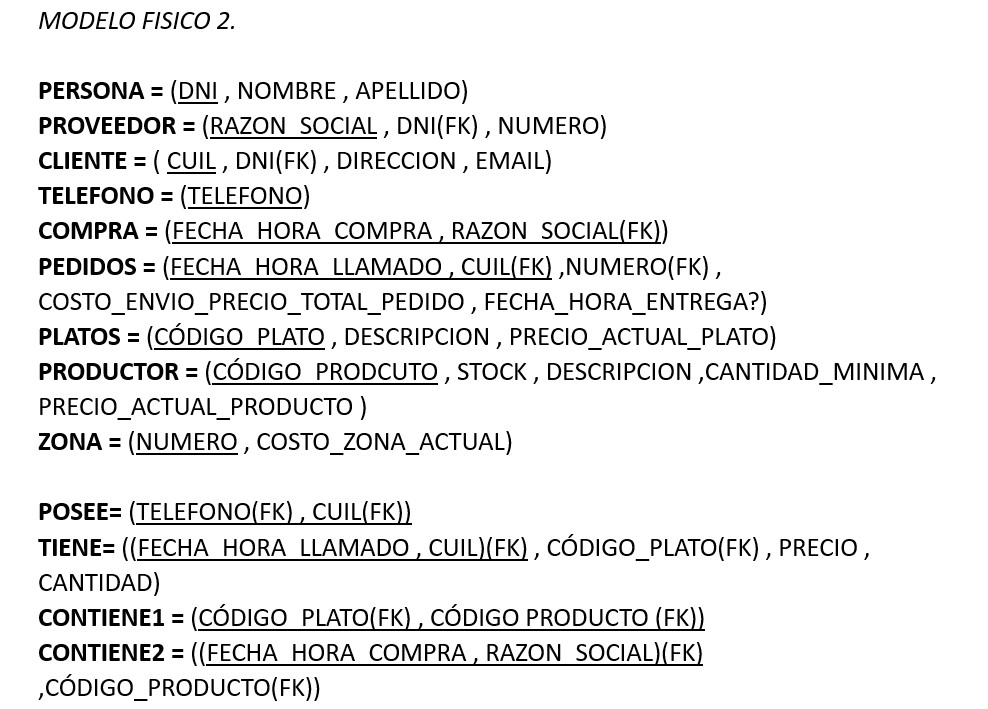 MODELO FISICO 2.
PERSONA = (DNI , NOMBRE , APELLIDO)
PROVEEDOR = (RAZON_SOCIAL , DNI(FK) , NUMERO)
CLIENTE = ( CUIL , DNI(FK) , DIRECCION , EMAIL)
TELEFONO = (TELEFONO)
COMPRA = (FECHA_HORA_COMPRA , RAZON_SOCIAL(FK))
PEDIDOS = (FECHA_HORA_LLAMADO , CUIL(FK) ,NUMERO(FK) ,
COSTO_ENVIO_PRECIO_TOTAL_PEDIDO , FECHA_HORA_ENTREGA?)
PLATOS = (CÓDIGO_PLATO , DESCRIPCION , PRECIO_ACTUAL_PLATO)
PRODUCTOR = (CÓDIGO_PRODCUTO , STOCK , DESCRIPCION ,CANTIDAD_MINIMA ,
PRECIO_ACTUAL_PRODUCTO )
ZONA = (NUMERO , COSTO_ZONA_ACTUAL)
POSEE= (TELEFONO(FK) , CUIL(FK))
TIENE= ((FECHA_HORA_LLAMADO , CUIL)(FK) , CÓDIGO_PLATO(FK) , PRECIO ,
CANTIDAD)
CONTIENE1 = (CÓDIGO_PLATO(FK) , CÓDIGO PRODUCTO (FK))
CONTIENE2 = ((FECHA_HORA_COMPRA , RAZON_SOCIAL)(FK)
,CÓDIGO_PRODUCTO(FK))